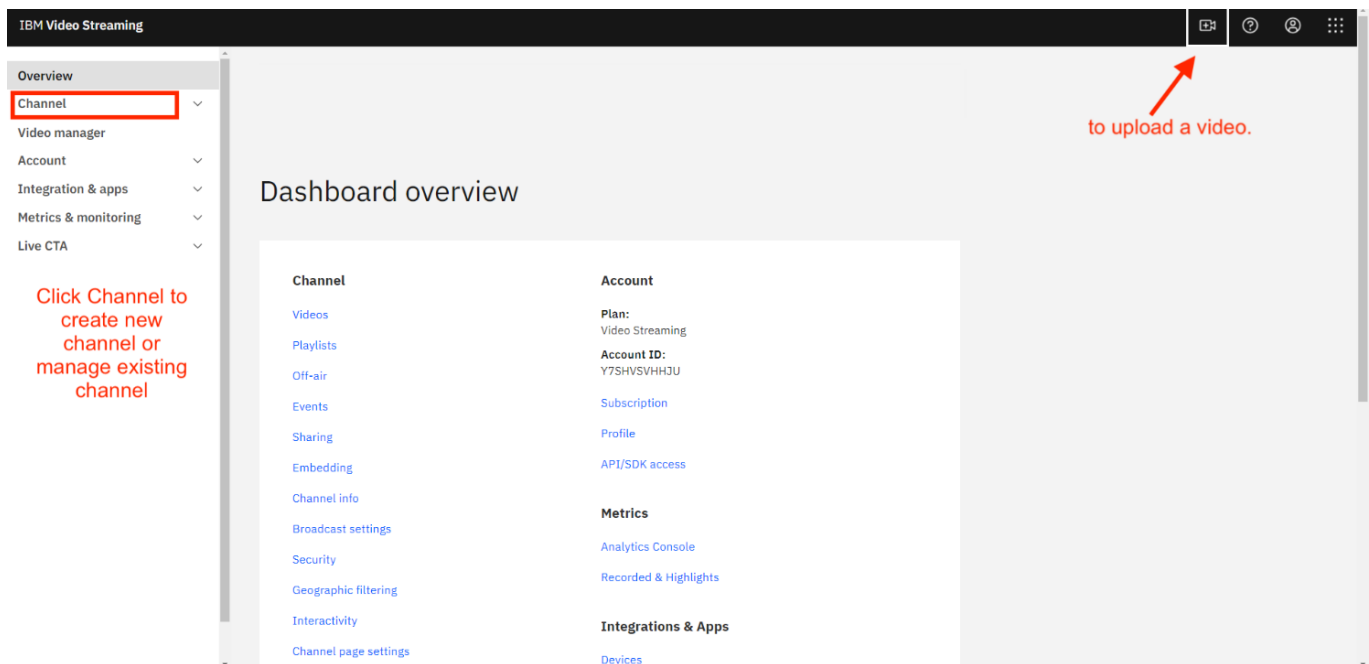 IBM Video Streaming
Overview
Channel
Video manager
Account
Integration & apps
Metrics & monitoring
Live CTA
Click Channel to
create new
channel or
manage existing
channel
to upload a video.
Dashboard overview
Channel
Videos
Playlists
Off-air
Events
Sharing
Embedding
Channel info
Broadcast settings
Security
Geographic filtering
Interactivity
Channel page settings
Account
Plan:
Video Streaming
Account ID:
Y7SHVSVHHJU
Subscription
Profile
API/SDK access
Metrics
Analytics Console
Recorded & Highlights
Integrations & Apps
Devices